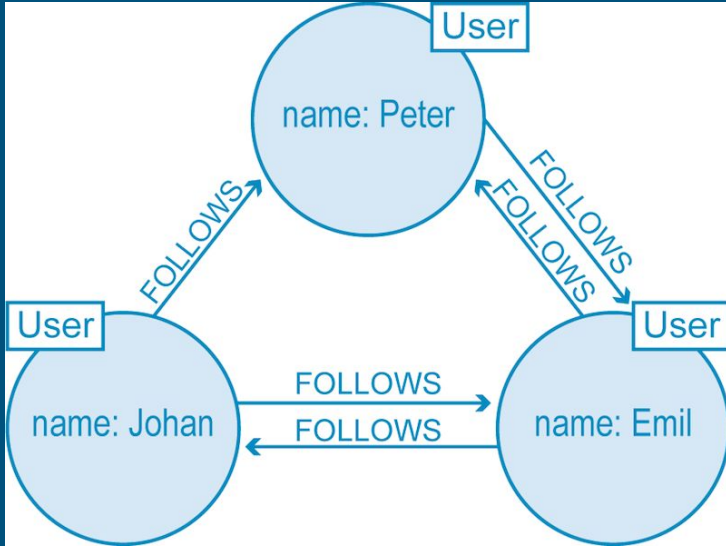 User
name: Peter
FOLLOWS
FOLLOWS
FOLLOWS
User
User
name: Johan
FOLLOWS
FOLLOWS
name: Emil